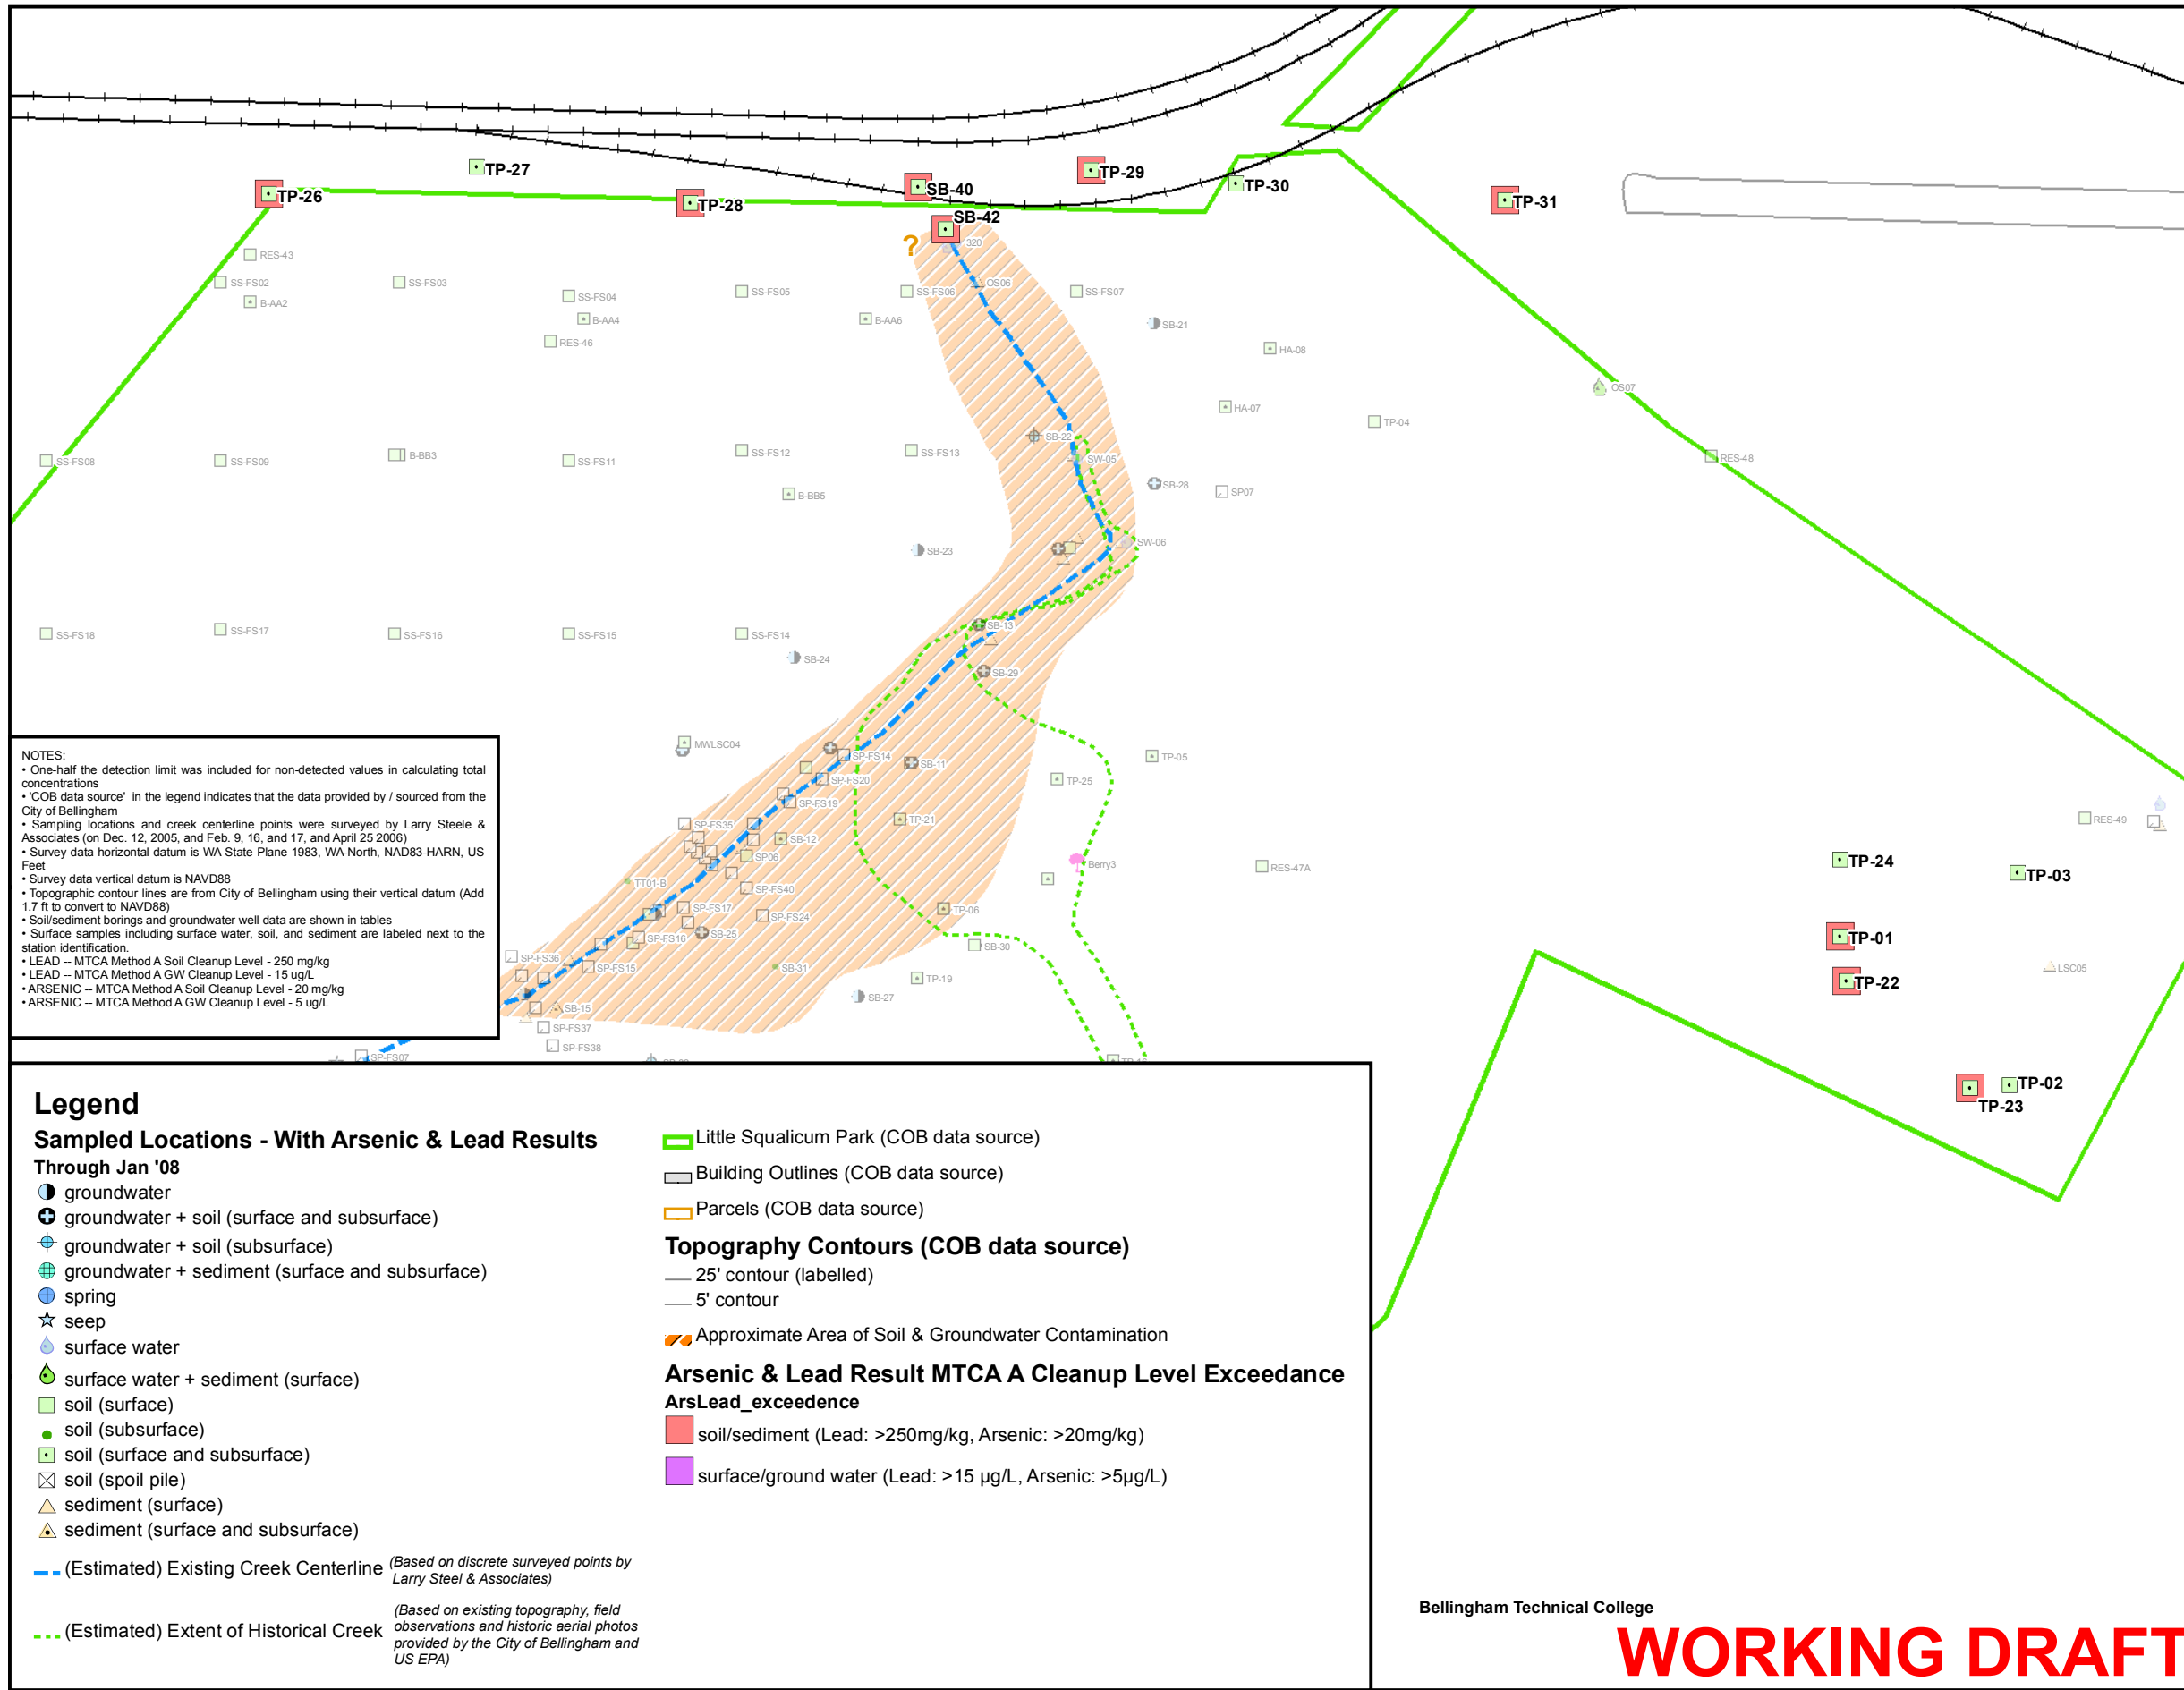 TP-27
TP-26
TP-28
SB-40
TP-29
TP-30
TP-31
SB-42
?
320
RES-43
SS-FS02
SS-FS03
B-AA2
SS-FS04
B-AA4
RES-46
SS-FS05
B-AA6
SS-FS06
OS06
SS-FS07
SB-21
HA-08
HA-07
TP-04
OS07
RES-48
SS-FS08
SS-FS09
B-BB3
SS-FS11
SS-FS12
B-BB5
SS-FS13
SB-22
SW-05
SB-28
SP07
SB-23
SW-06
SS-FS18
SS-FS17
SS-FS16
SS-FS15
SS-FS14
SB-24
SB-13
SB-29
MWLSC04
SP-FS14
SP-FS20
SP-FS19
SB-11
TP-25
TP-05
SP-FS35
SB-12
TP-21
SP06
Berry3
RES-47A
TT01-B
SP-FS40
SP-FS17
SP-FS24
TP-06
SP-FS16
SB-25
SB-30
SP-FS36
SP-FS15
SB-31
TP-19
SB-27
SB-15
SP-FS37
SP-FS38
SP-FS07
RES-49
TP-24
TP-03
TP-01
LSC05
TP-22
TP-02
TP-23
NOTES:
• One-half the detection limit was included for non-detected values in calculating total
concentrations
• 'COB data source' in the legend indicates that the data provided by / sourced from the
City of Bellingham
• Sampling locations and creek centerline points were surveyed by Larry Steele &
Associates (on Dec. 12, 2005, and Feb. 9, 16, and 17, and April 25 2006)
• Survey data horizontal datum is WA State Plane 1983, WA-North, NAD83-HARN, US
Feet
• Survey data vertical datum is NAVD88
• Topographic contour lines are from City of Bellingham using their vertical datum (Add
1.7 ft to convert to NAVD88)
• Soil/sediment borings and groundwater well data are shown in tables
• Surface samples including surface water, soil, and sediment are labeled next to the
station identification.
• LEAD -- MTCA Method A Soil Cleanup Level - 250 mg/kg
• LEAD -- MTCA Method A GW Cleanup Level - 15 ug/L
• ARSENIC -- MTCA Method A Soil Cleanup Level - 20 mg/kg
• ARSENIC -- MTCA Method A GW Cleanup Level - 5 ug/L
Legend
Sampled Locations - With Arsenic & Lead Results
Through Jan '08
groundwater
groundwater + soil (surface and subsurface)
groundwater + soil (subsurface)
groundwater + sediment (surface and subsurface)
spring
seep
surface water
surface water + sediment (surface)
soil (surface)
soil (subsurface)
soil (surface and subsurface)
soil (spoil pile)
sediment (surface)
sediment (surface and subsurface)
(Estimated) Existing Creek Centerline
(Based on discrete surveyed points by
Larry Steel & Associates)
(Estimated) Extent of Historical Creek
(Based on existing topography, field
observations and historic aerial photos
provided by the City of Bellingham and
US EPA)
Little Squalicum Park (COB data source)
Building Outlines (COB data source)
Parcels (COB data source)
Topography Contours (COB data source)
25' contour (labelled)
5' contour
Approximate Area of Soil & Groundwater Contamination
Arsenic & Lead Result MTCA A Cleanup Level Exceedance
ArsLead_exceedence
soil/sediment (Lead: >250mg/kg, Arsenic: >20mg/kg)
surface/ground water (Lead: >15 µg/L, Arsenic: >5µg/L)
Bellingham Technical College
WORKING DRAFT